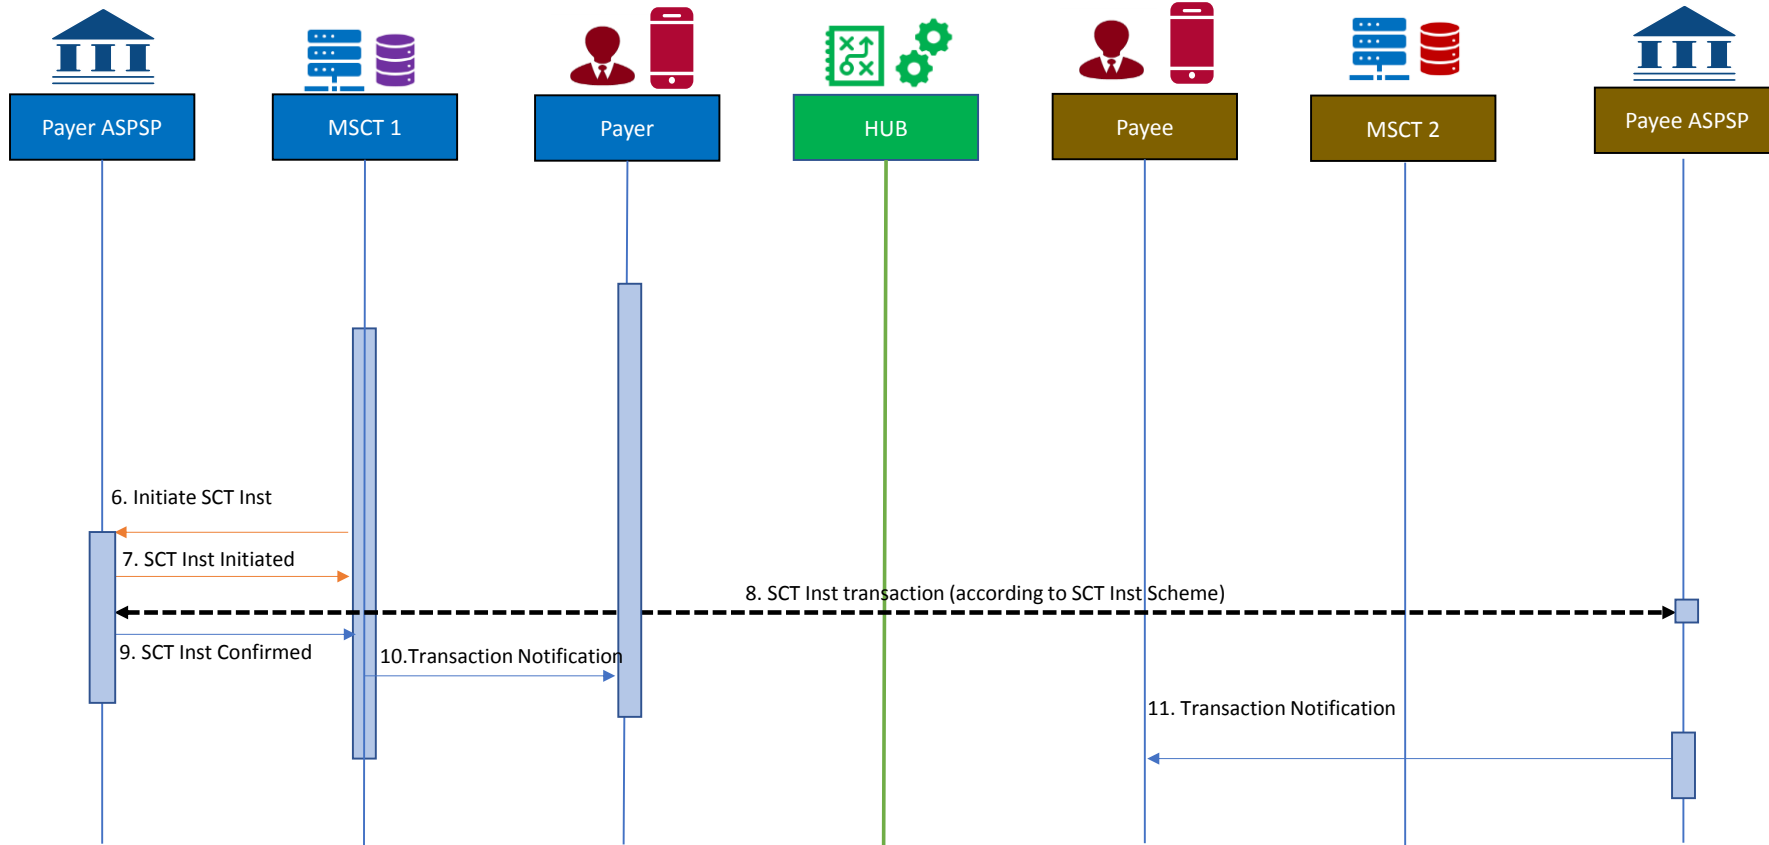 Payer ASPSP
MSCT 1
Payer
HUB
Payee
MSCT 2
Payee ASPSP
6. Initiate SCT Inst
7. SCT Inst Initiated
8. SCT Inst transaction (according to SCT Inst Scheme)
9. SCT Inst Confirmed
10.Transaction Notification
11. Transaction Notification